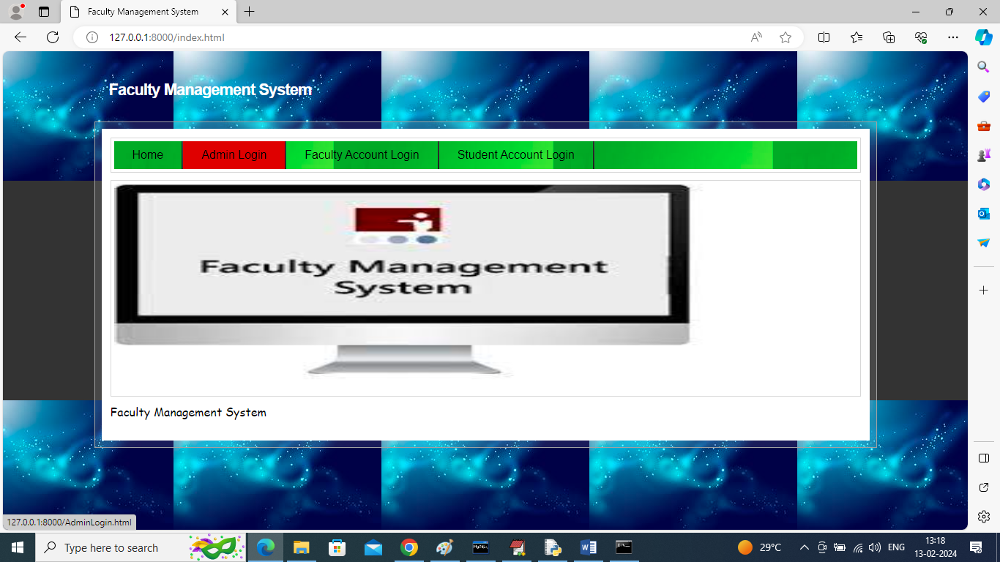 Faculty Management System
127.0.0.1:8000/index.html
Faculty Management System
Home Admin Login Faculty Account Login Student Account Login
Faculty Management
System
Faculty Management System
127.0.0.1:8000/AdminLogin.html
Type here to search
29°C
ENG
13:18
13-02-2024